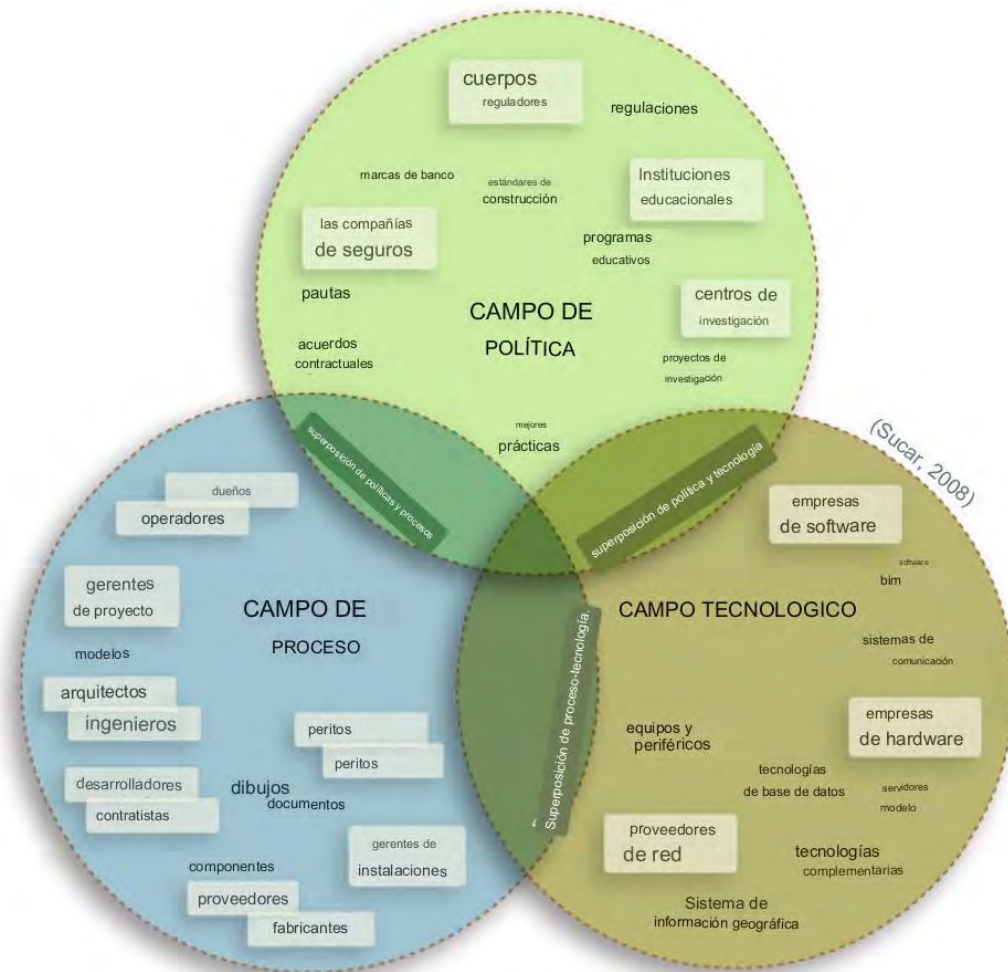 cuerpos
reguladores
regulaciones
marcas de banco
estándares de
construcción
Instituciones
educacionales
las compañías
de seguros
programas
educativos
pautas
centros de
investigación
CAMPO DE
POLÍTICA
acuerdos
contractuales
proyectos de
investigación
mejores
prácticas
superposición de políticas y procesos
superposición de política y tecnología
(Sucar, 2008)
dueños
operadores
gerentes
de proyecto
CAMPO DE
PROCESO
modelos
arquitectos
ingenieros
peritos
peritos
desarrolladores
contratistas
dibujos
documentos
gerentes de
instalaciones
componentes
proveedores
fabricantes
Superposición de proceso-tecnología.
empresas
de software
software
bim
CAMPO TECNOLOGICO
sistemas de
comunicación
empresas
de hardware
equipos y
periféricos
tecnologías
de base de datos
servidores
modelo
proveedores
de red
tecnologías
complementarias
Sistema de
información geográfica